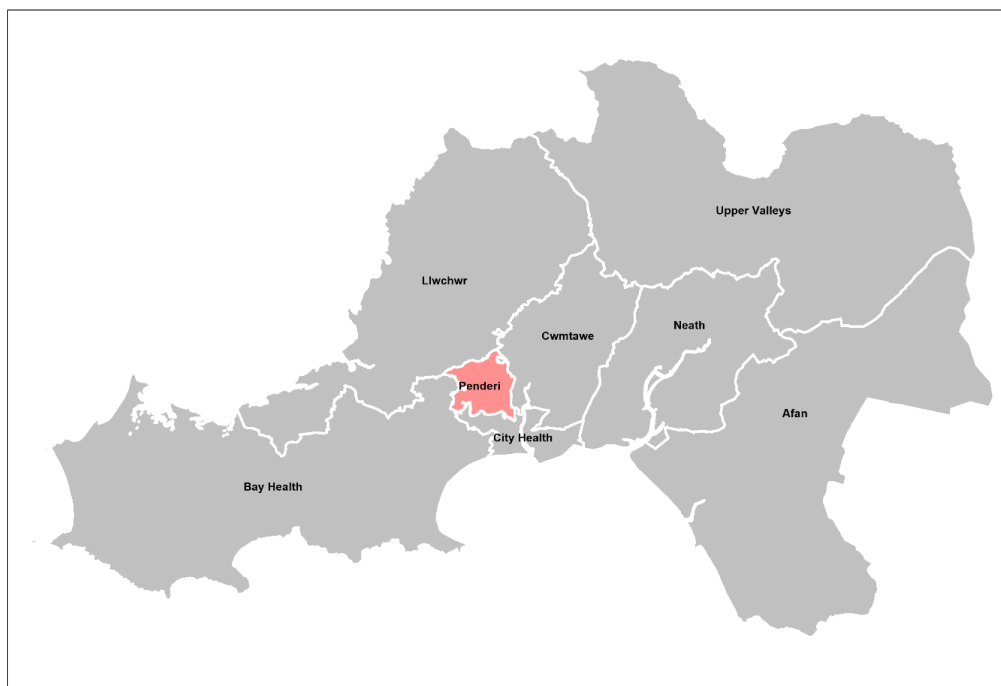 Upper Valleys
Llwchwr
Neath
Cwmtawe
Penderi
Afan
City Health
Bay Health